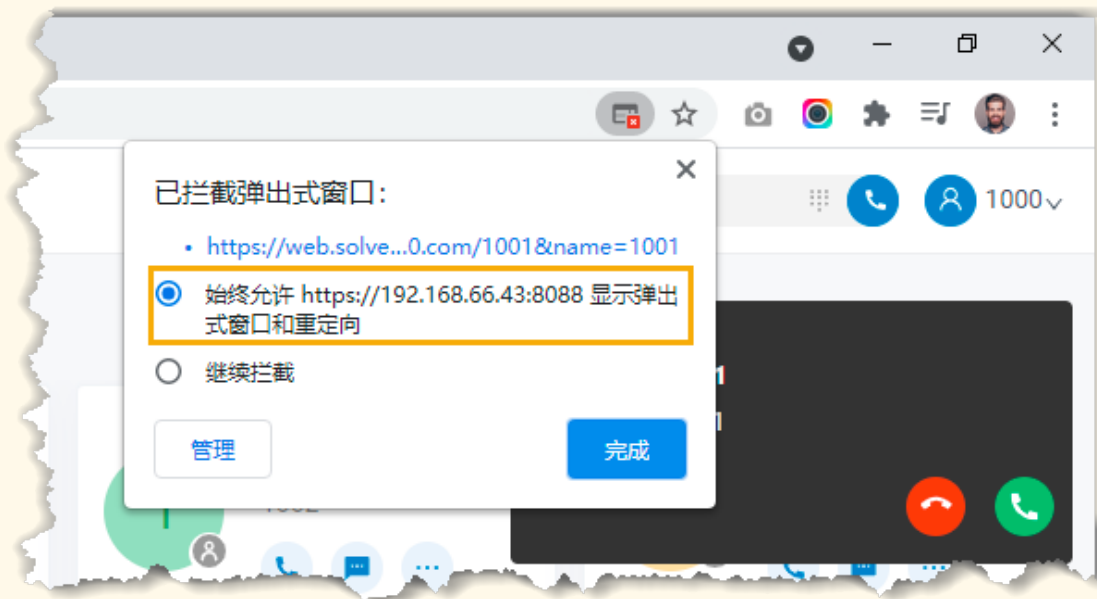 已拦截弹出式窗口：
• https://web.solve...0.com/1001&name=1001
始终允许 https://192.168.66.43:8088 显示弹出
式窗口和重定向
继续拦截
管理
完成
1000